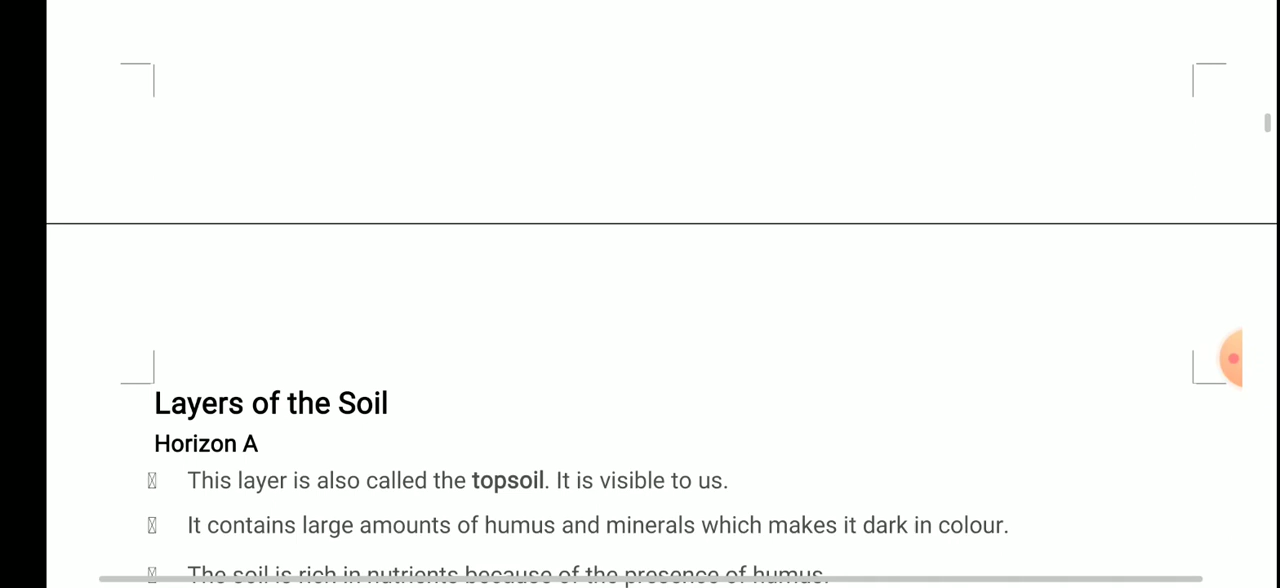 Layers of the Soil
Horizon A
This layer is also called the topsoil. It is visible to us.
It contains large amounts of humus and minerals which makes it dark in colour.
The soil is rich in nutrients because of the presence of humus.